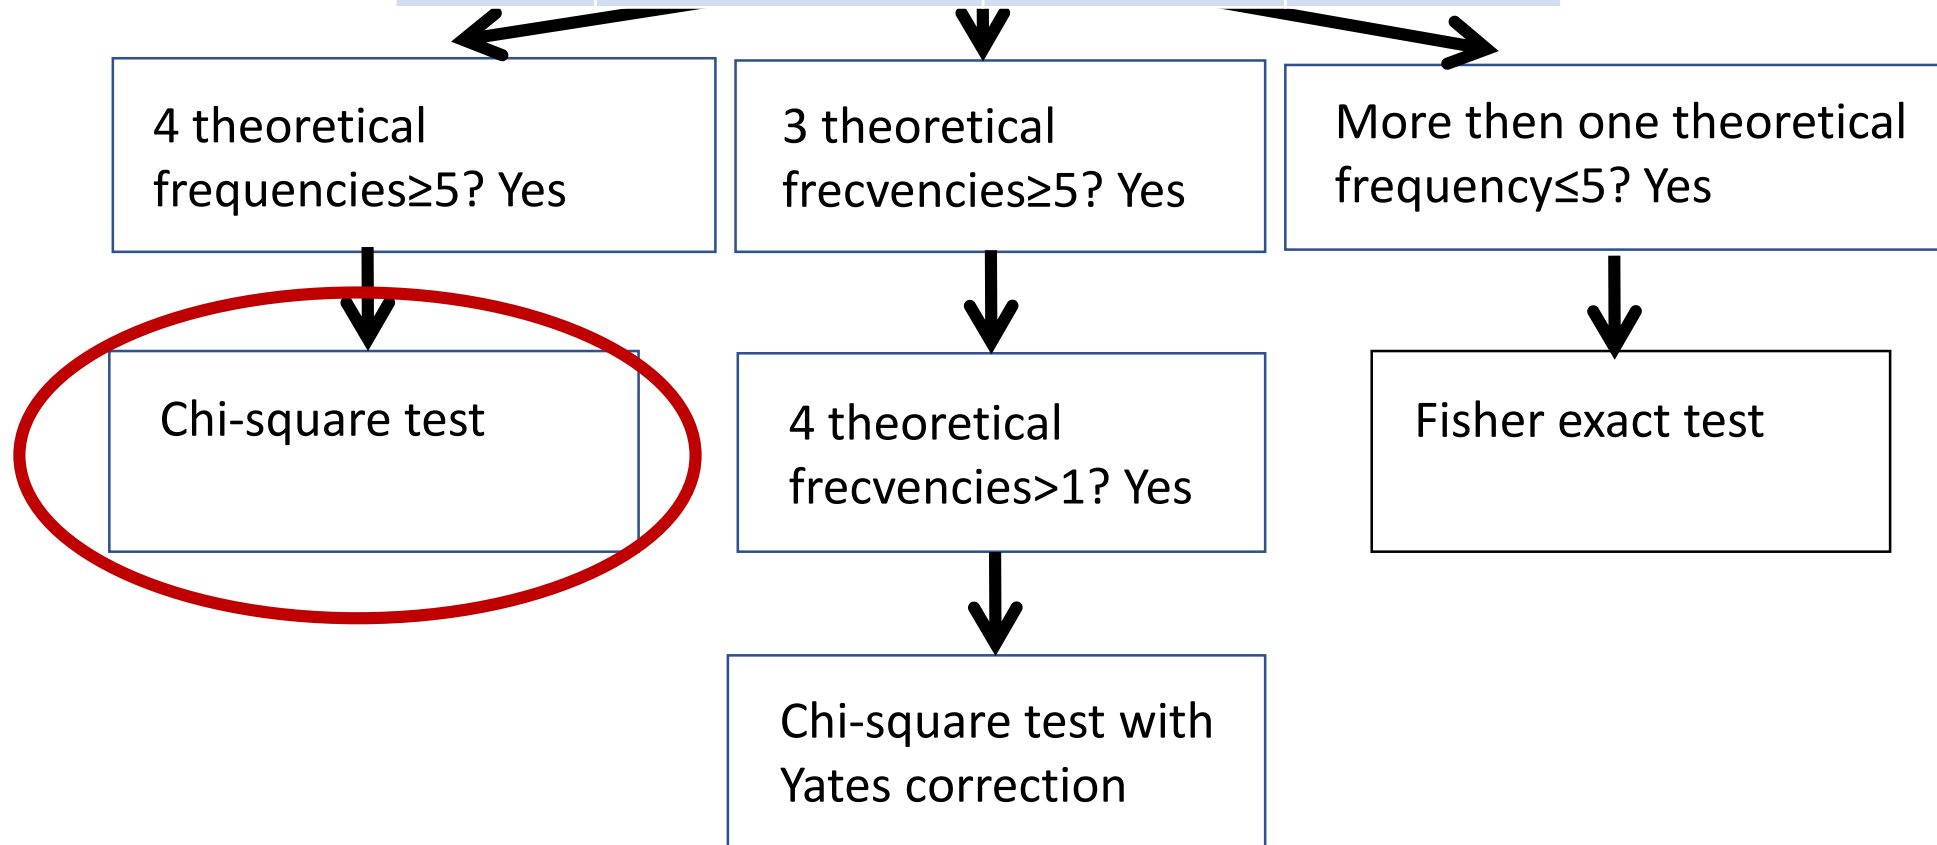 4 theoretical
frequencies≥5? Yes
3 theoretical
frecvencies≥5? Yes
More then one theoretical
frequency≤5? Yes
Chi-square test
4 theoretical
frecvencies>1? Yes
Fisher exact test
Chi-square test with
Yates correction